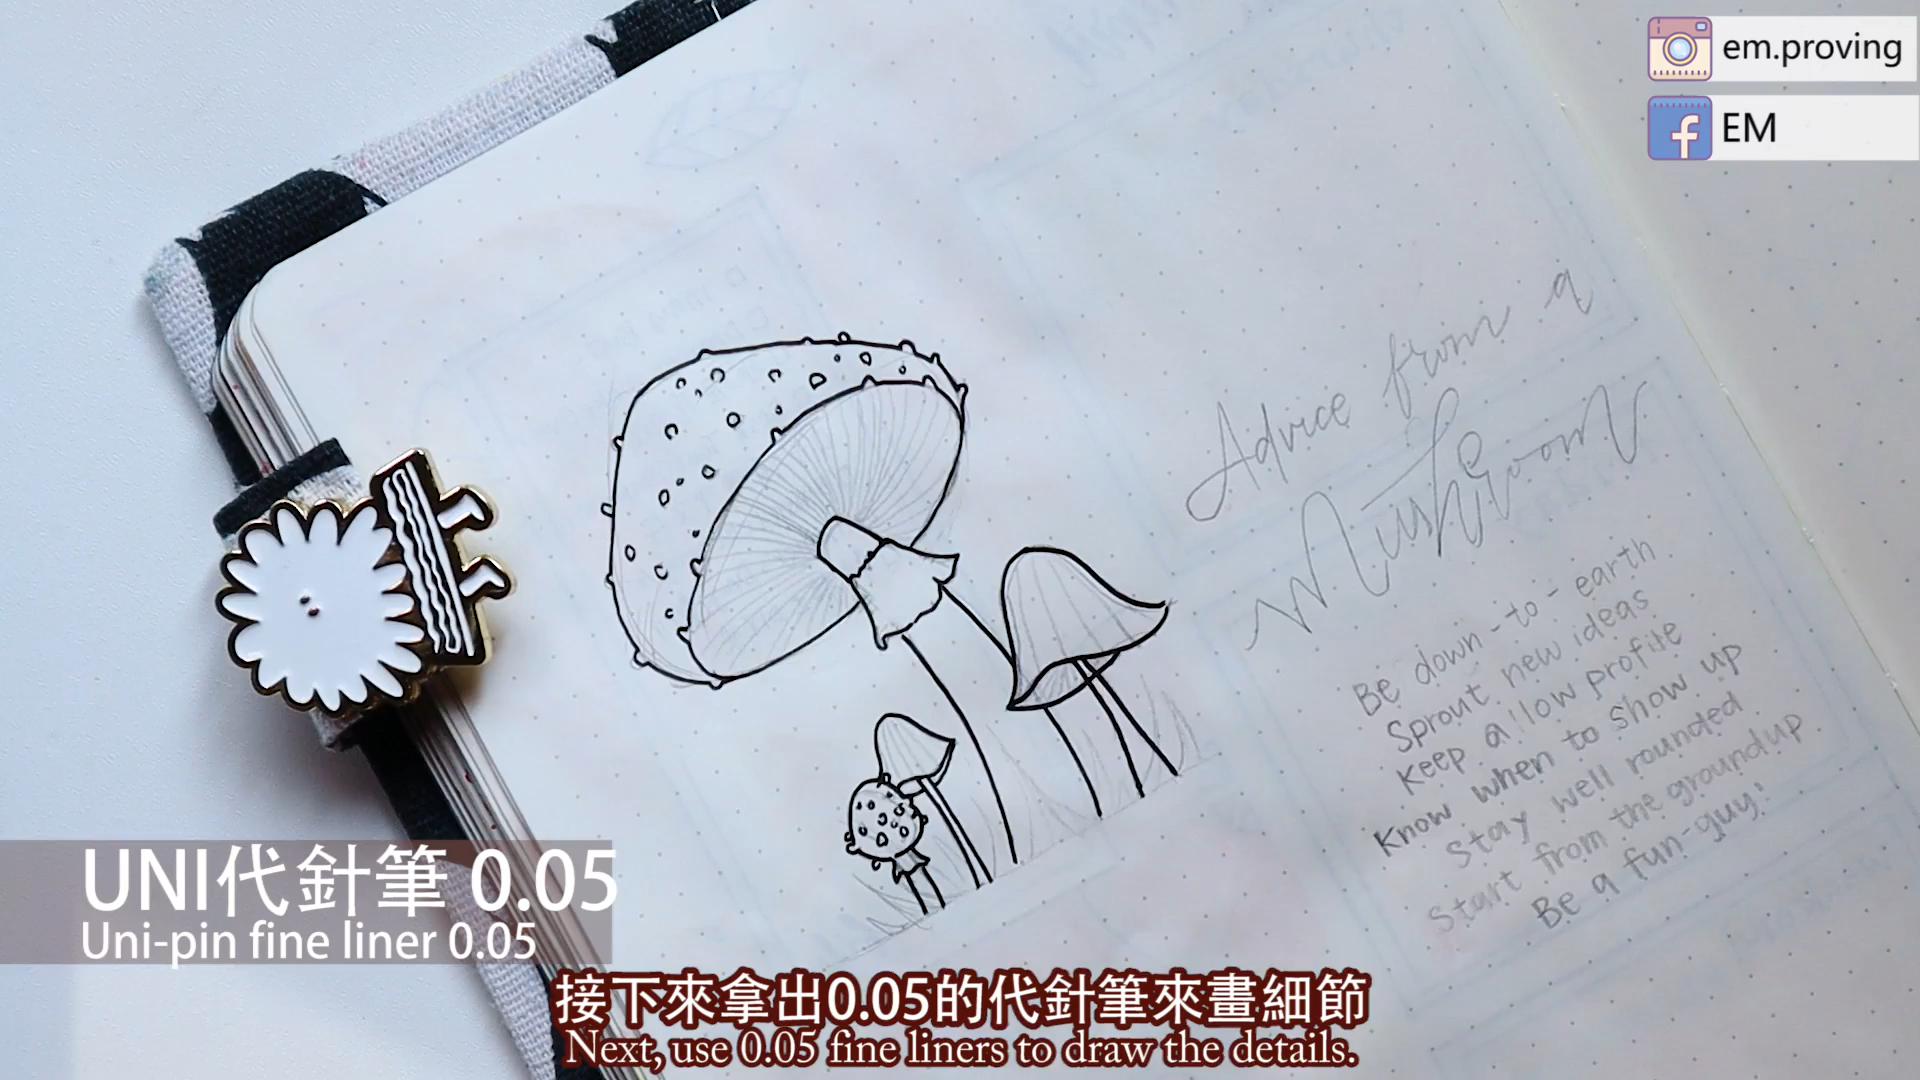 em.proving
EM
Advice from a
Mushroom
Be down-to-earth
Sprout new ideas
Keep a low profile
Know when to show up
Stay well rounded
Start from the ground up
Be a fun-guy!
UNI代針筆 0.05
Uni-pin fine liner 0.05
接下來拿出0.05的代針筆來畫細節
Next, use 0.05 fine liners to draw the details.